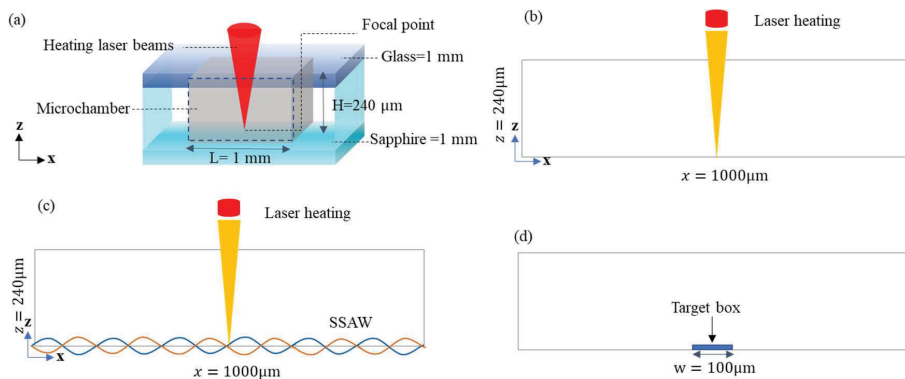 (a)
Heating laser beams
Focal point
Glass=1 mm
Microchamber
H=240 μm
Sapphire =1 mm
L= 1 mm
z
x
(b)
Laser heating
z = 240μm
z
x
x = 1000μm
(c)
Laser heating
z = 240μm
z
x
SSAW
x = 1000μm
(d)
Target box
w = 100μm